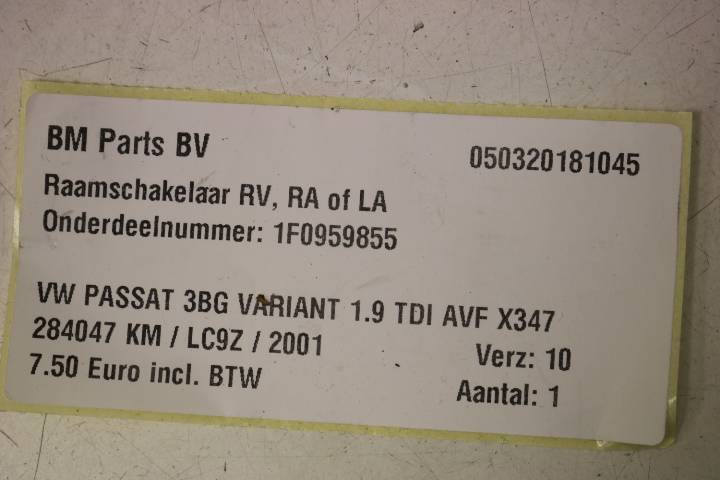 BM Parts BV 050320181045
Raamschakelaar RV, RA of LA
Onderdeelnummer: 1F0959855
VW PASSAT 3BG VARIANT 1.9 TDI AVF X347
284047 KM / LC9Z / 2001 Verz: 10
7.50 Euro incl. BTW Aantal: 1